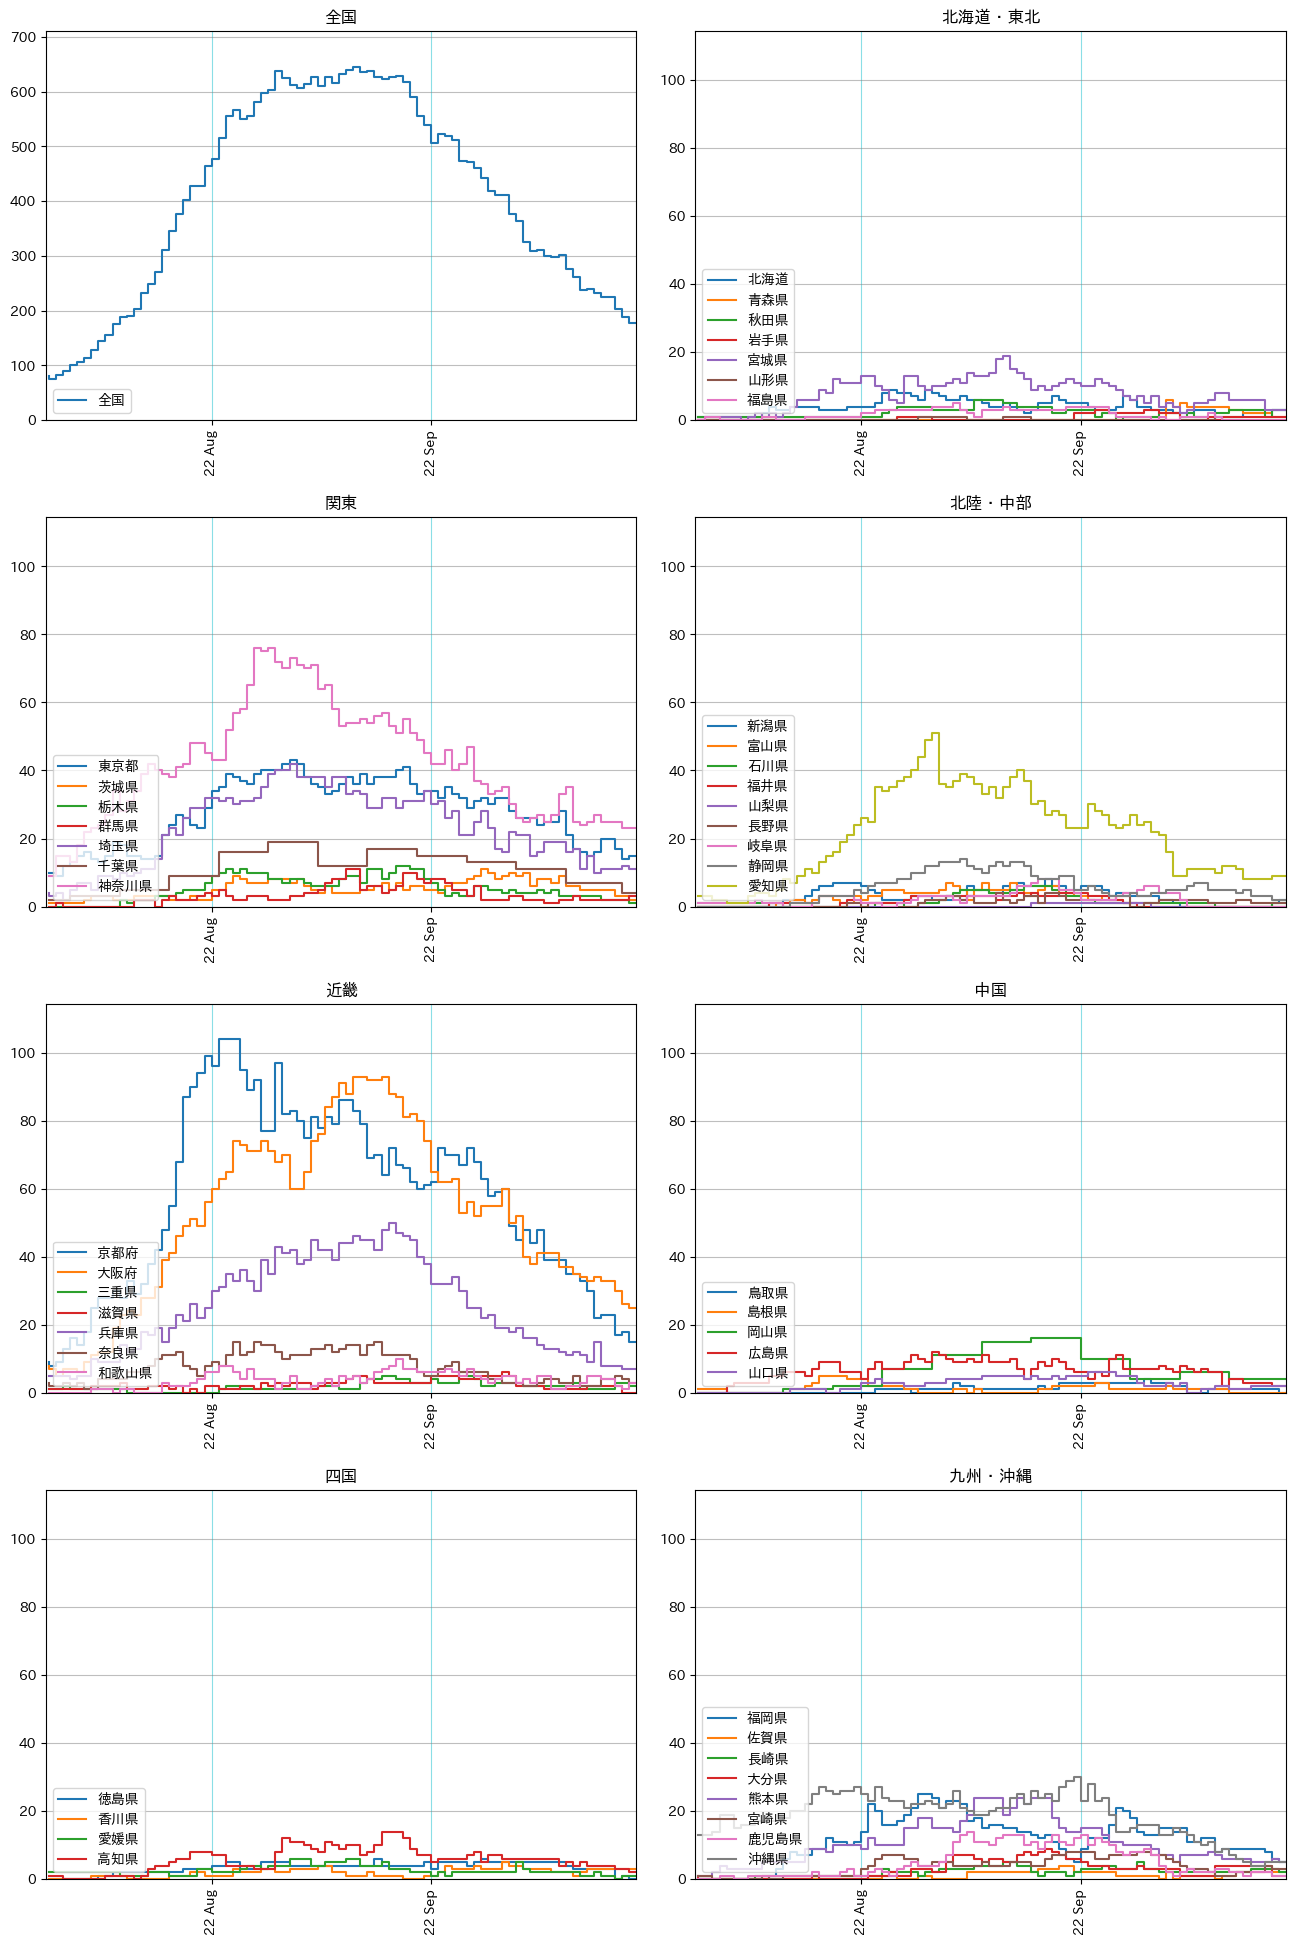 全国
700
600
500
400
300
200
100
0
全国
22 Aug
22 Sep
北海道・東北
100
80
60
40
20
0
北海道
青森県
秋田県
岩手県
宮城県
山形県
福島県
22 Aug
22 Sep
関東
100
80
60
40
20
0
東京都
茨城県
栃木県
群馬県
埼玉県
千葉県
神奈川県
22 Aug
22 Sep
北陸・中部
100
80
60
40
20
0
新潟県
富山県
石川県
福井県
山梨県
長野県
岐阜県
静岡県
愛知県
22 Aug
22 Sep
近畿
100
80
60
40
20
0
京都府
大阪府
三重県
滋賀県
兵庫県
奈良県
和歌山県
22 Aug
22 Sep
中国
100
80
60
40
20
0
鳥取県
島根県
岡山県
広島県
山口県
22 Aug
22 Sep
四国
100
80
60
40
20
0
徳島県
香川県
愛媛県
高知県
22 Aug
22 Sep
九州・沖縄
100
80
60
40
20
0
福岡県
佐賀県
長崎県
大分県
熊本県
宮崎県
鹿児島県
沖縄県
22 Aug
22 Sep